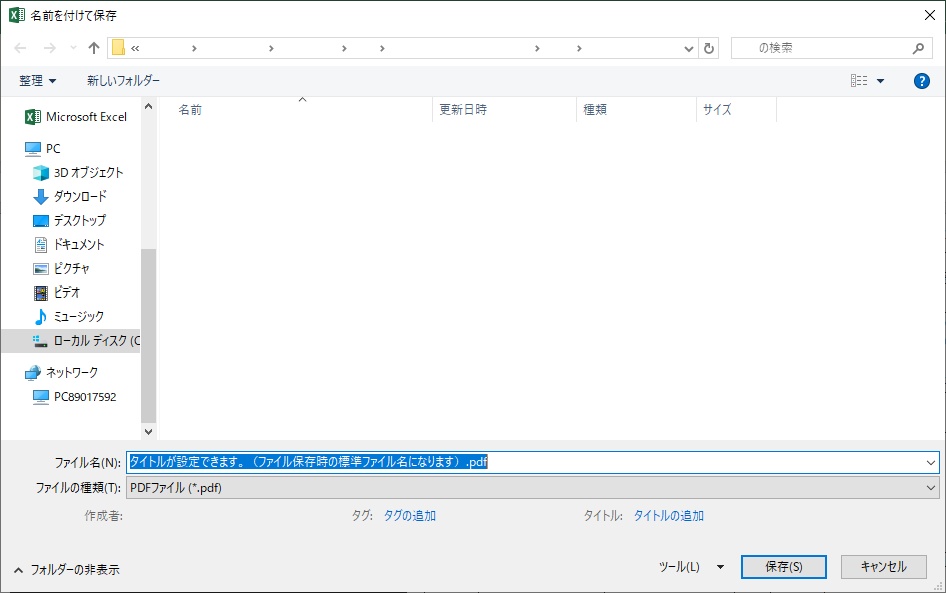 名前を付けて保存
の検索
整理
新しいフォルダー
名前
更新日時
種類
サイズ
Microsoft Excel
PC
3D オブジェクト
ダウンロード
デスクトップ
ドキュメント
ピクチャ
ビデオ
ミュージック
ローカル ディスク (C
ネットワーク
PC89017592
ファイル名(N):
タイトルが設定できます。（ファイル保存時の標準ファイル名になります）.pdf
ファイルの種類(T):
PDFファイル (*.pdf)
作成者:
タグ: タグの追加
タイトル: タイトルの追加
フォルダーの非表示
ツール(L)
保存(S)
キャンセル